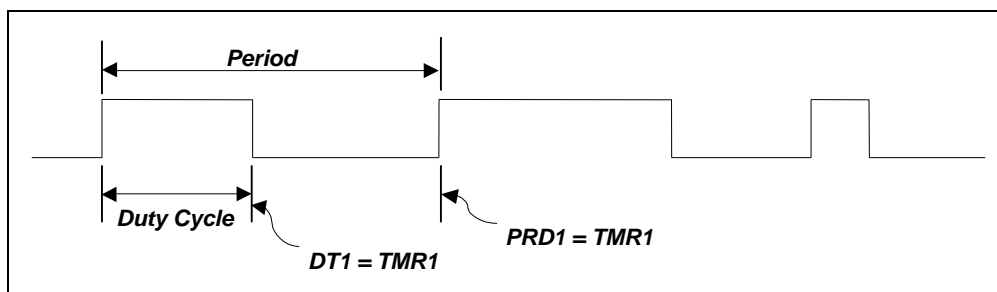 Period
Duty Cycle
PRD1 = TMR1
DT1 = TMR1